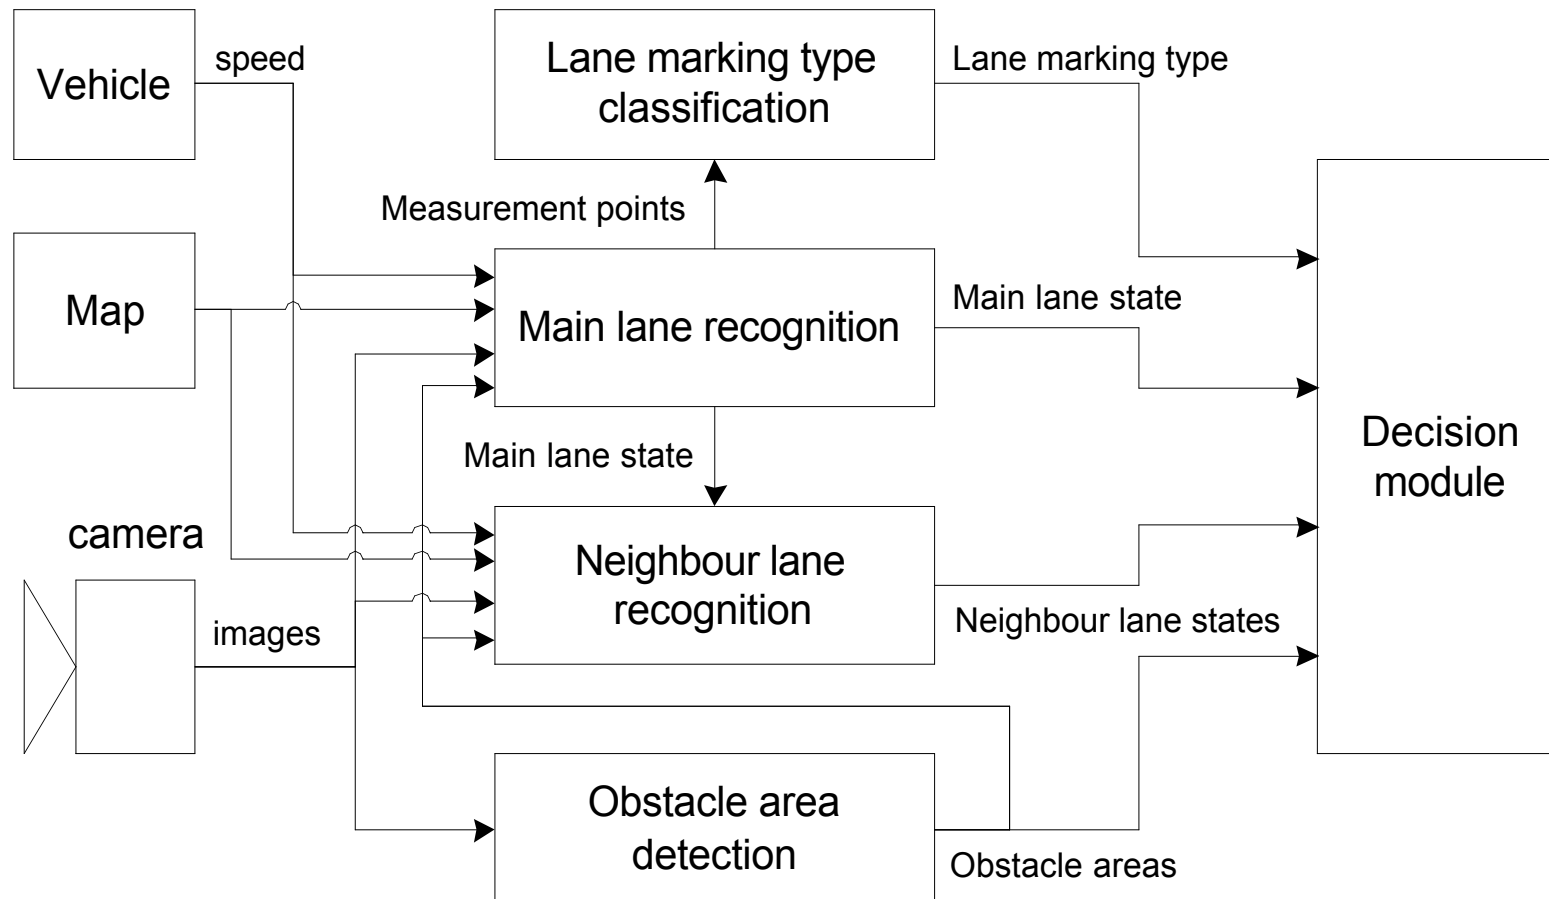 Vehicle
speed
Lane marking type
classification
Lane marking type
Measurement points
Map
Main lane recognition
Main lane state
Main lane state
Decision
module
camera
Neighbour lane
recognition
images
Neighbour lane states
Obstacle area
detection
Obstacle areas